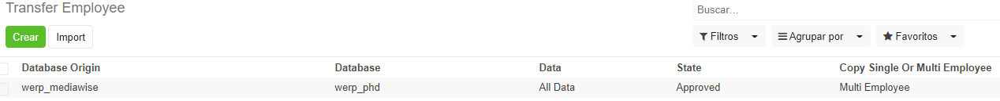 Transfer Employee
Buscar...
Crear Import
Filtros Agrupar por Favoritos
Database Origin Database Data State Copy Single Or Multi Employee
werp_mediawise werp_phd All Data Approved Multi Employee